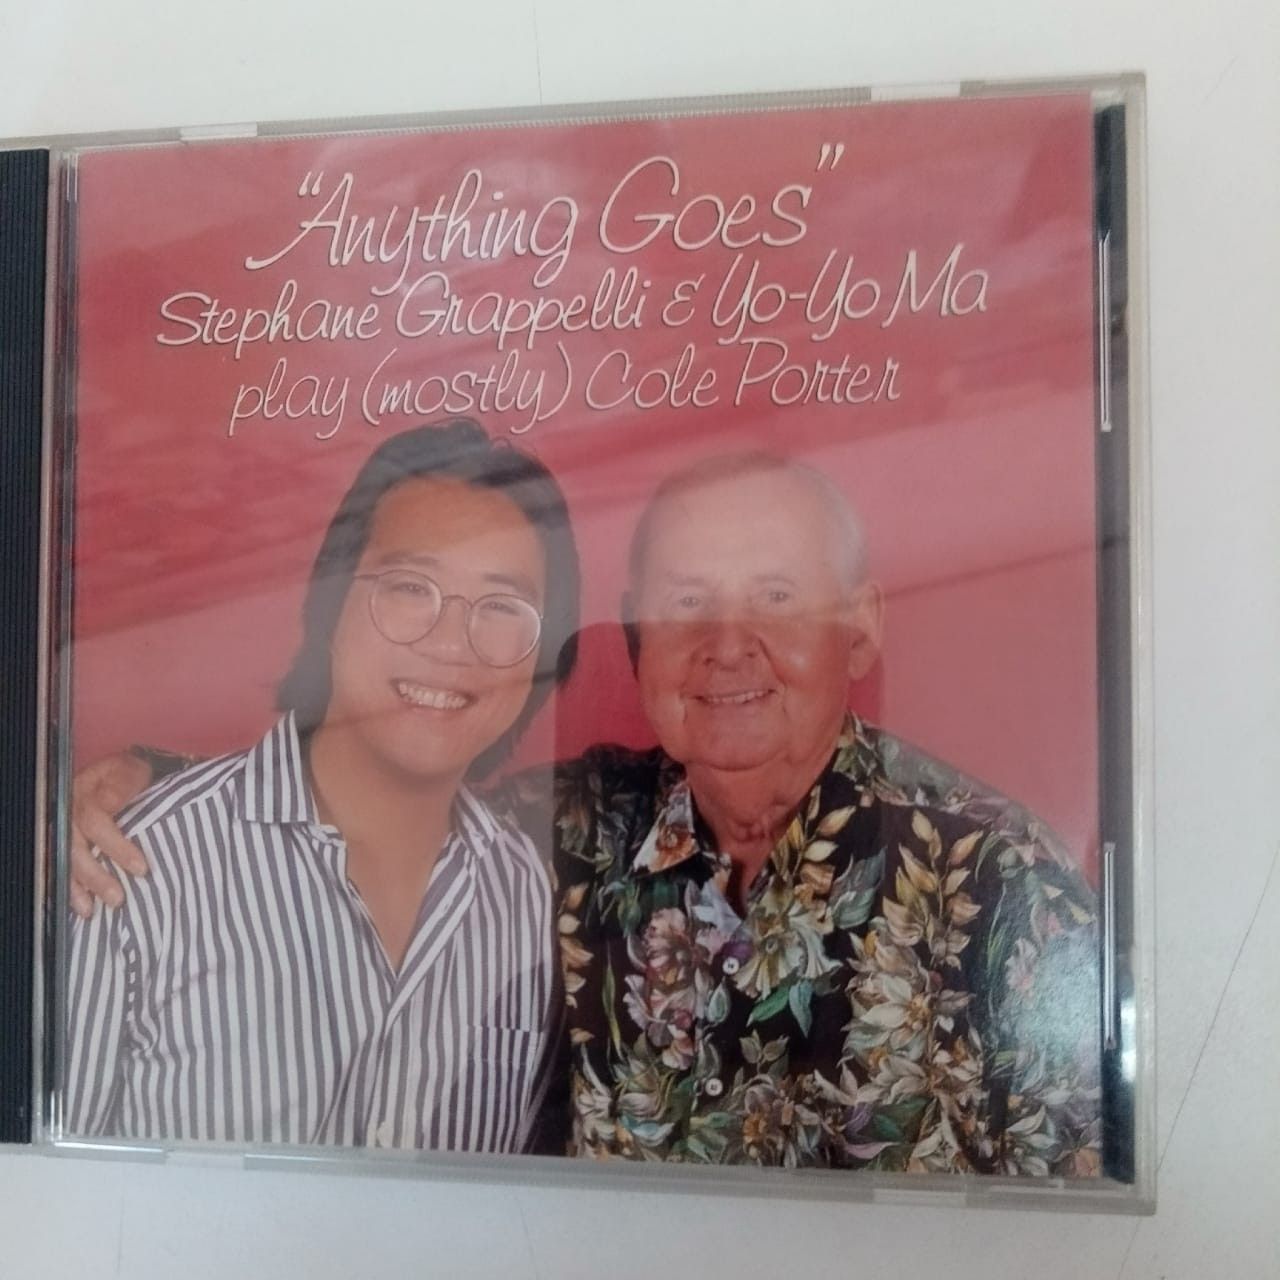 "Anything Goes"
Stephane Grappelli & Yo-Yo Ma
play (mostly) Cole Porter